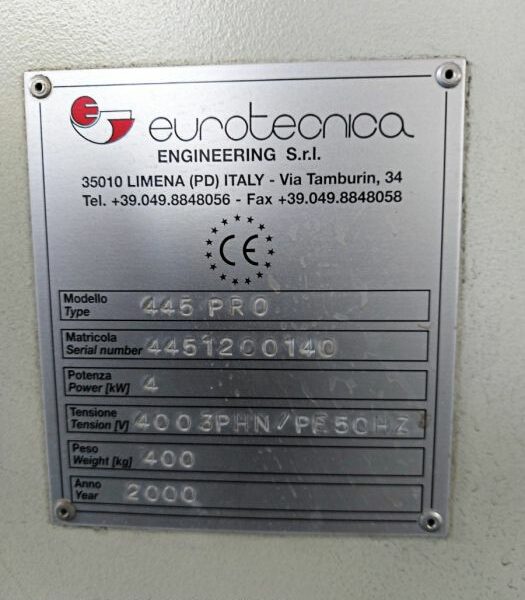 eurotecnica
ENGINEERING S.r.l.
35010 LIMENA (PD) ITALY - Via Tamburin, 34
Tel. +39.049.8848056 - Fax +39.049.8848058
CE
Modello
Type 445 PRO
Matricola
Serial number 4451200140
Potenza
Power [kW] 4
Tensione
Tension [V] 4003PHN/PE50HZ
Peso
Weight [kg] 400
Anno
Year 2000